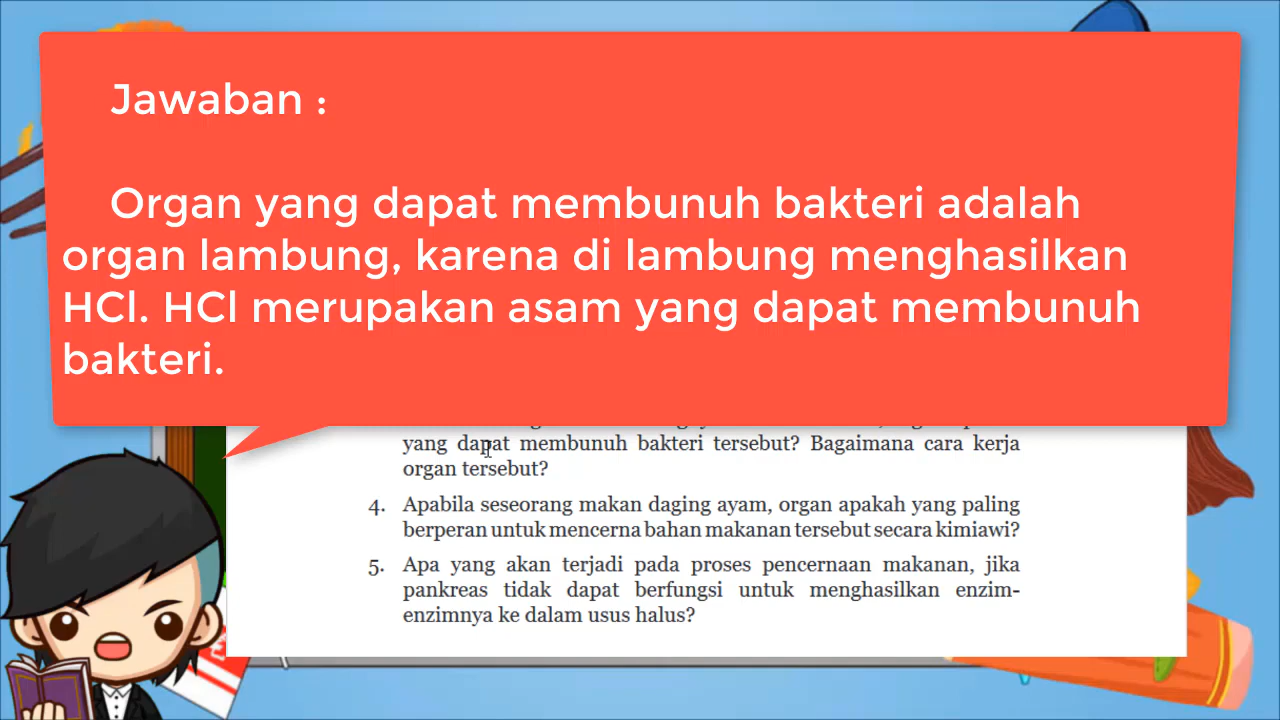 Jawaban :
Organ yang dapat membunuh bakteri adalah
organ lambung, karena di lambung menghasilkan
HCl. HCl merupakan asam yang dapat membunuh
bakteri.
yang dapat membunuh bakteri tersebut? Bagaimana cara kerja
organ tersebut?
4. Apabila seseorang makan daging ayam, organ apakah yang paling
berperan untuk mencerna bahan makanan tersebut secara kimiawi?
5. Apa yang akan terjadi pada proses pencernaan makanan, jika
pankreas tidak dapat berfungsi untuk menghasilkan enzim-
enzimnya ke dalam usus halus?